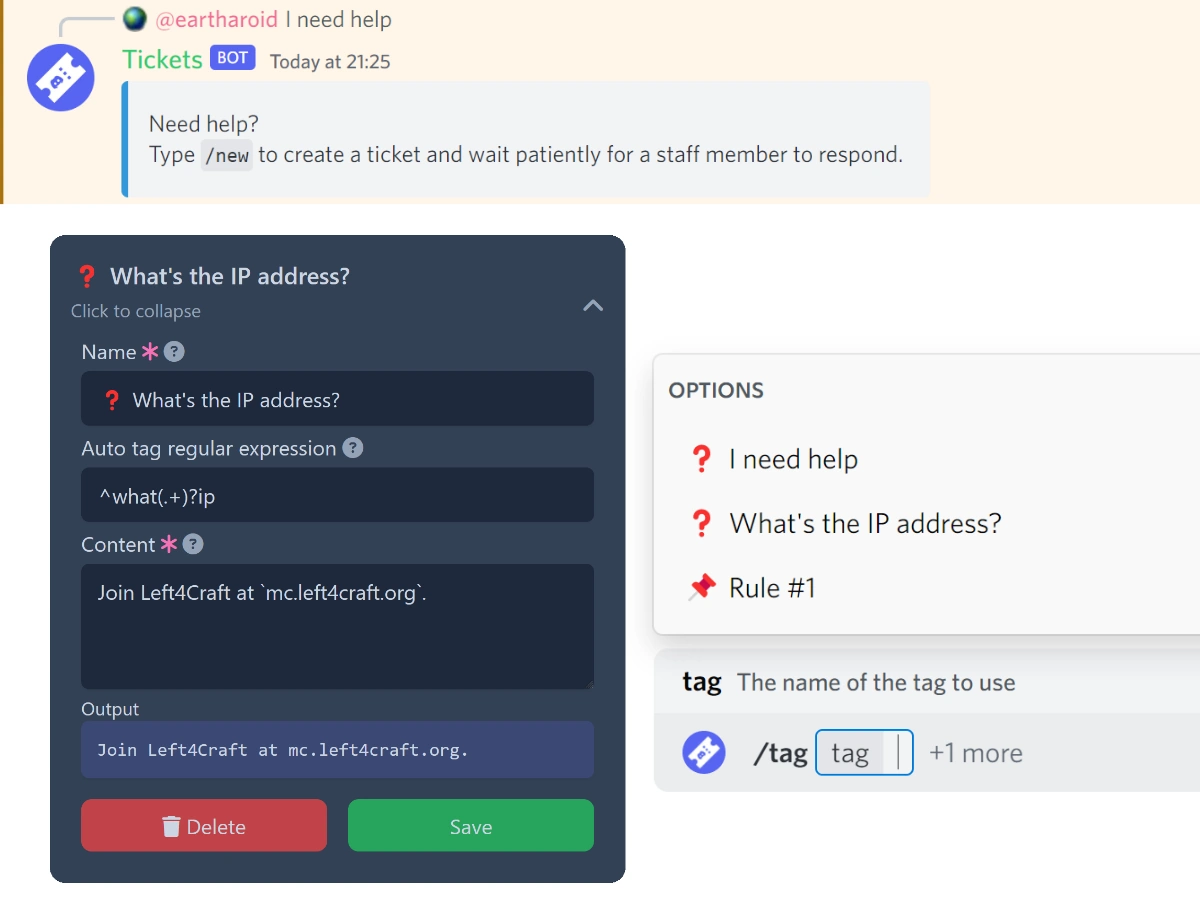 @eartharoid I need help
Tickets BOT Today at 21:25
Need help?
Type /new to create a ticket and wait patiently for a staff member to respond.
❓ What's the IP address?
Click to collapse
Name * ?
❓ What's the IP address?
Auto tag regular expression ?
^what(.+)?ip
Content * ?
Join Left4Craft at `mc.left4craft.org`.
Output
Join Left4Craft at mc.left4craft.org.
Delete
Save
OPTIONS
❓ I need help
❓ What's the IP address?
📌 Rule #1
tag The name of the tag to use
/tag tag +1 more